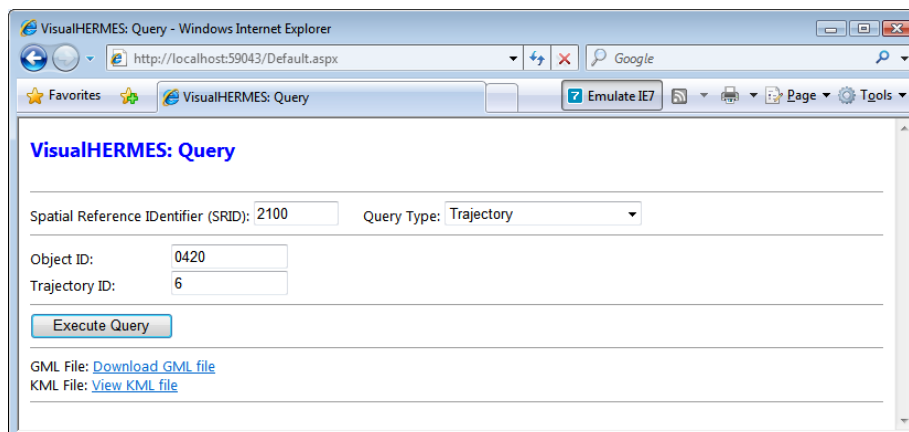 VisualHERMES: Query - Windows Internet Explorer
http://localhost:59043/Default.aspx
Google
Favorites
VisualHERMES: Query
7 Emulate IE7
Page
Tools
VisualHERMES: Query
Spatial Reference IDentifier (SRID): 2100 Query Type: Trajectory
Object ID: 0420
Trajectory ID: 6
Execute Query
GML File: Download GML file
KML File: View KML file